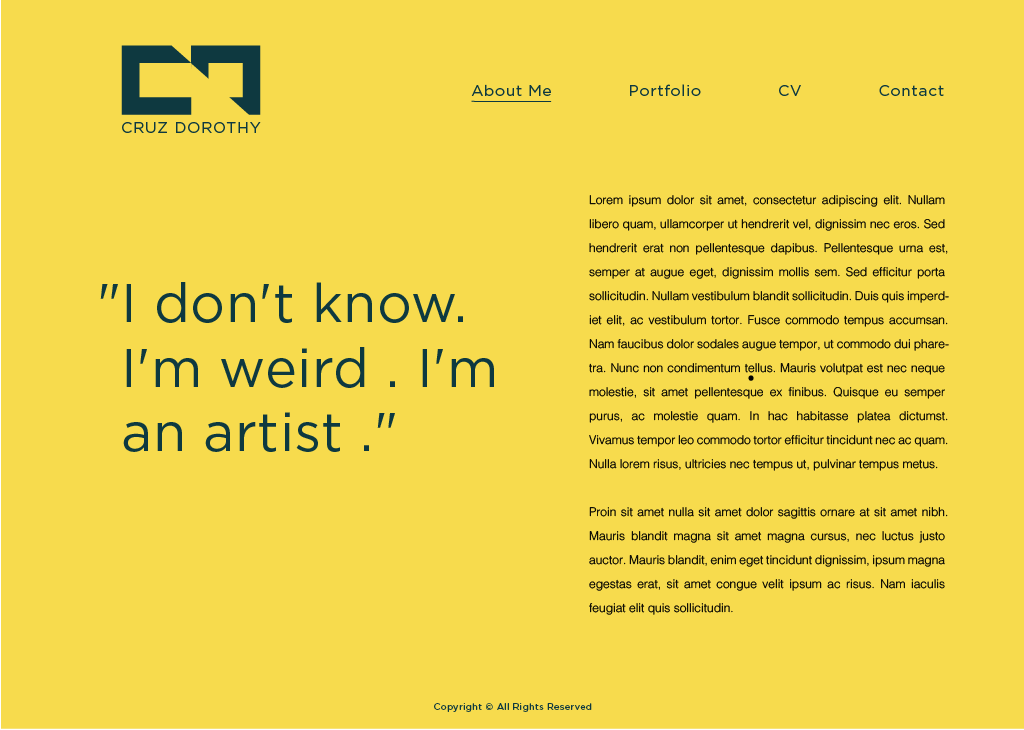 CRUZ DOROTHY
About Me Portfolio CV Contact
"I don't know.
I'm weird . I'm
an artist ."
Lorem ipsum dolor sit amet, consectetur adipiscing elit. Nullam
libero quam, ullamcorper ut hendrerit vel, dignissim nec eros. Sed
hendrerit erat non pellentesque dapibus. Pellentesque urna est,
semper at augue eget, dignissim mollis sem. Sed efficitur porta
sollicitudin. Nullam vestibulum blandit sollicitudin. Duis quis imperd-
iet elit, ac vestibulum tortor. Fusce commodo tempus accumsan.
Nam faucibus dolor sodales augue tempor, ut commodo dui phare-
tra. Nunc non condimentum tellus. Mauris volutpat est nec neque
molestie, sit amet pellentesque ex finibus. Quisque eu semper
purus, ac molestie quam. In hac habitasse platea dictumst.
Vivamus tempor leo commodo tortor efficitur tincidunt nec ac quam.
Nulla lorem risus, ultricies nec tempus ut, pulvinar tempus metus.
Proin sit amet nulla sit amet dolor sagittis ornare at sit amet nibh.
Mauris blandit magna sit amet magna cursus, nec luctus justo
auctor. Mauris blandit, enim eget tincidunt dignissim, ipsum magna
egestas erat, sit amet congue velit ipsum ac risus. Nam iaculis
feugiat elit quis sollicitudin.
Copyright © All Rights Reserved